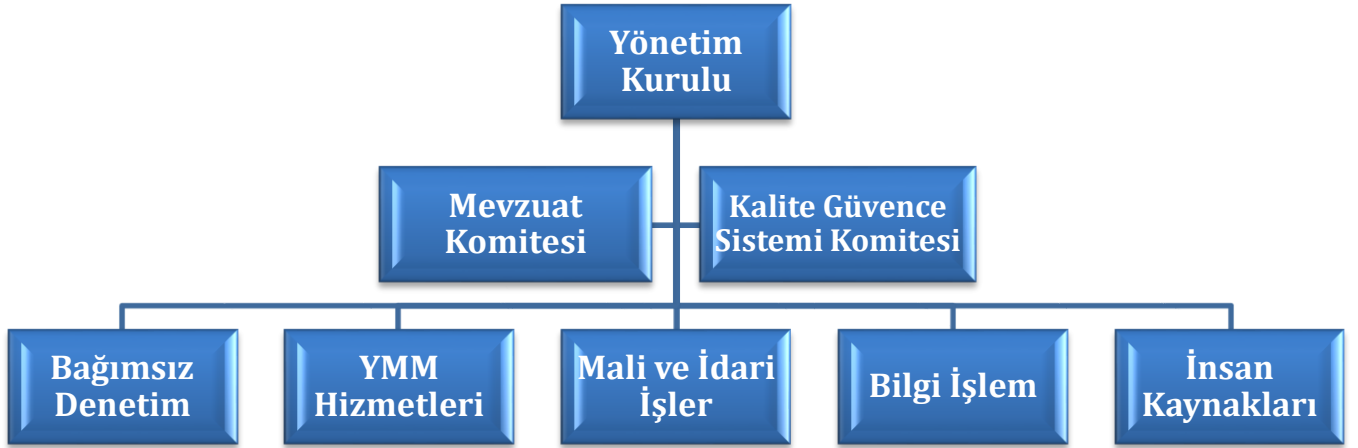 Yönetim
Kurulu
Mevzuat
Komitesi
Kalite Güvence
Sistemi Komitesi
Bağımsız
Denetim
YMM
Hizmetleri
Mali ve İdari
İşler
Bilgi İşlem
İnsan
Kaynakları